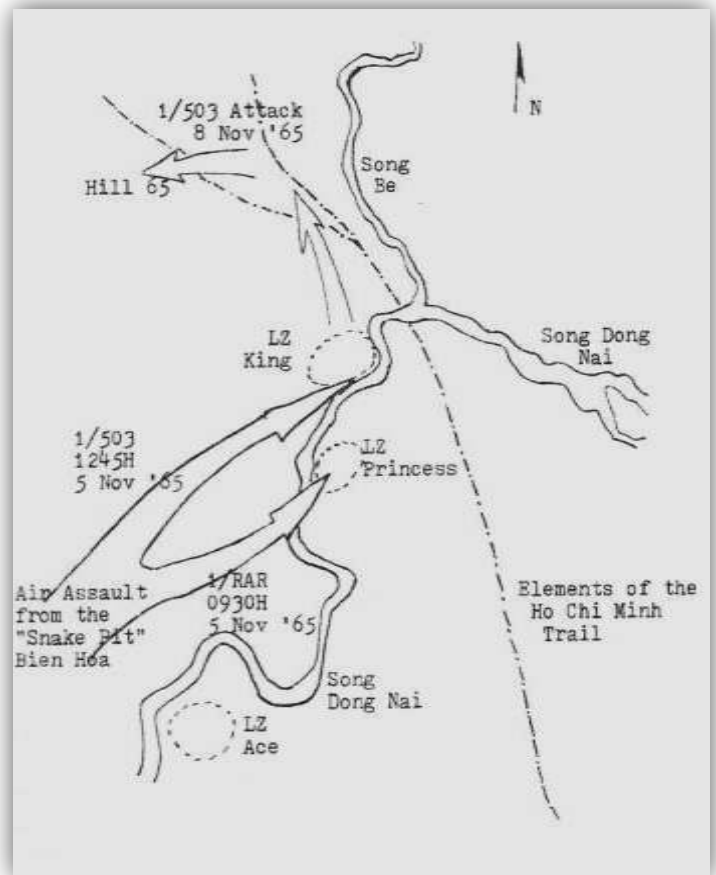 1/503 Attack
8 Nov '65
N
Song
Be
Hill 65
LZ
King
Song Dong
Nai
1/503
1245H
5 Nov '65
LZ
Princess
Air Assault
from the
"Snake Pit"
Bien Hoa
1/RAR
0930H
5 Nov '65
Elements of the
Ho Chi Minh
Trail
Song
Dong Nai
LZ
Ace